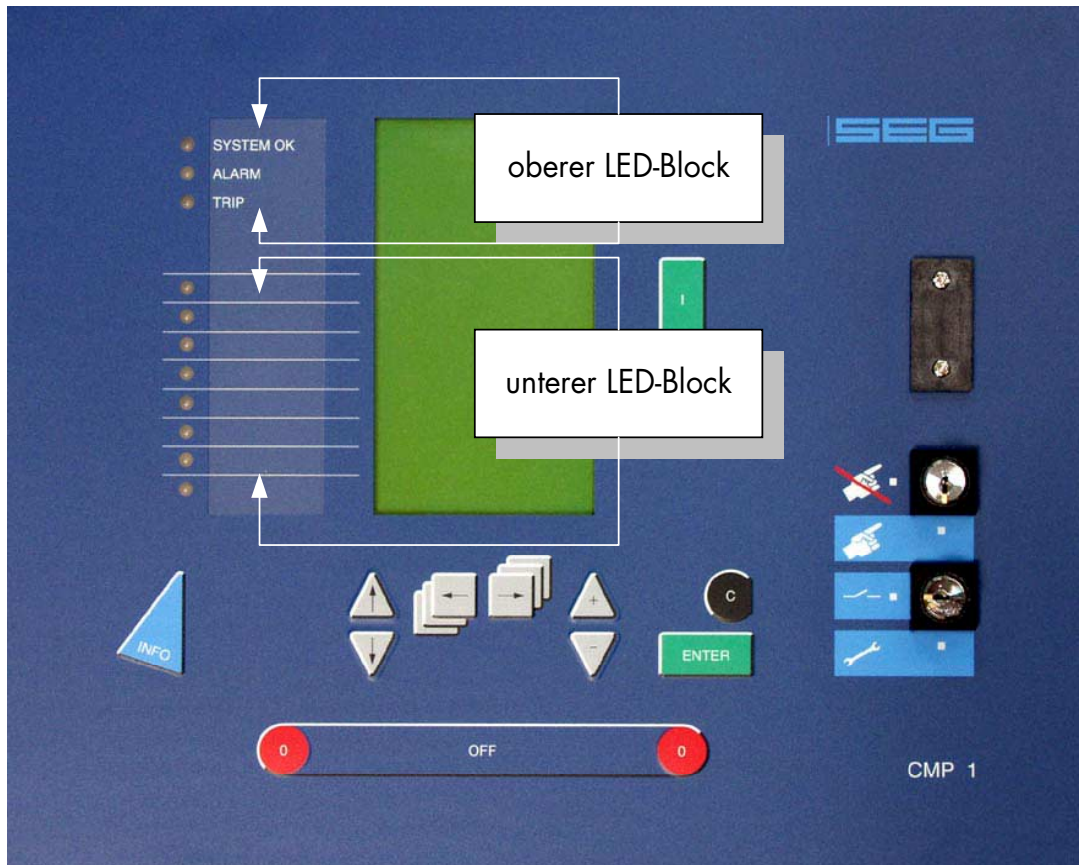 SYSTEM OK
ALARM
TRIP
oberer LED-Block
SEG
I
unterer LED-Block
INFO
+
-
C
ENTER
0 OFF 0
CMP 1